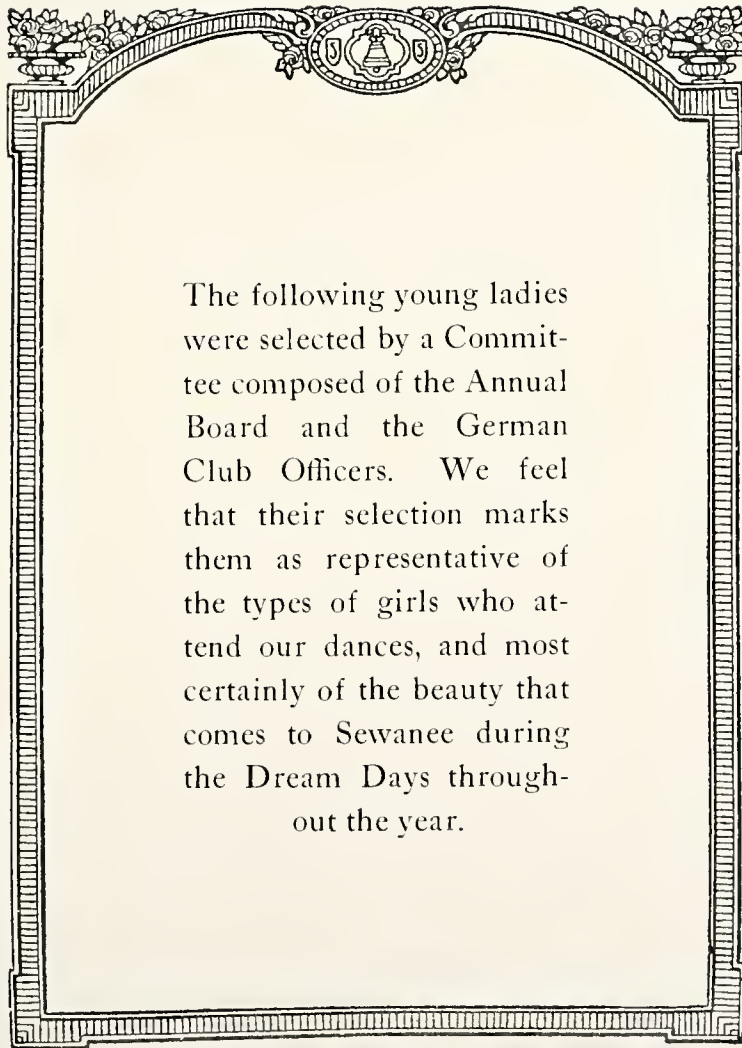 The following young ladies
were selected by a Commit-
tee composed of the Annual
Board and the German
Club Officers. We feel
that their selection marks
them as representative of
the types of girls who at-
tend our dances, and most
certainly of the beauty that
comes to Sewanee during
the Dream Days through-
out the year.